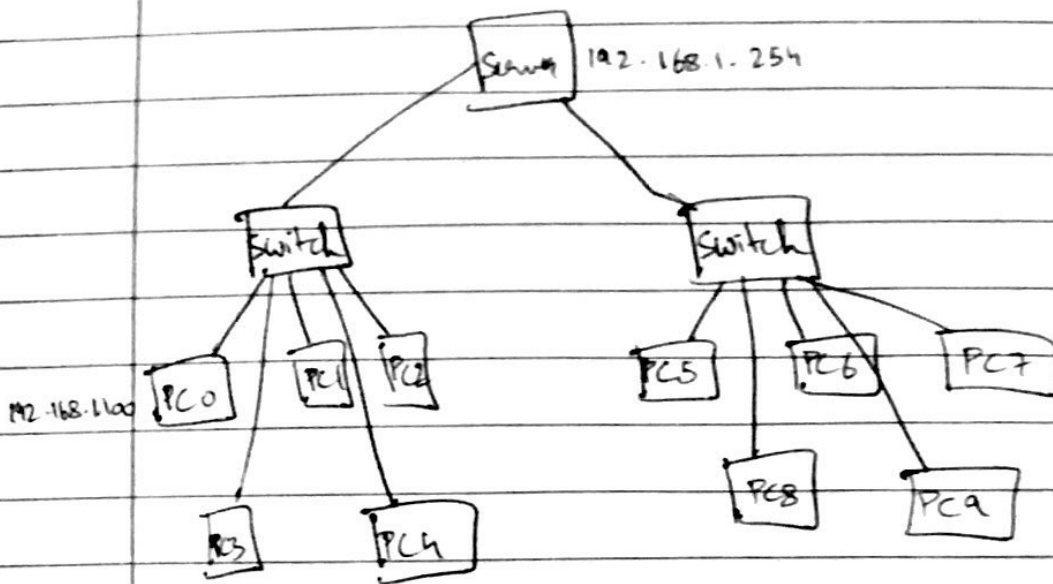 Server 192.168.1.254
Switch Switch
PC0 PC1 PC2 PC5 PC6 PC7
192.168.1.100
PC8 PC9
PC3 PC4